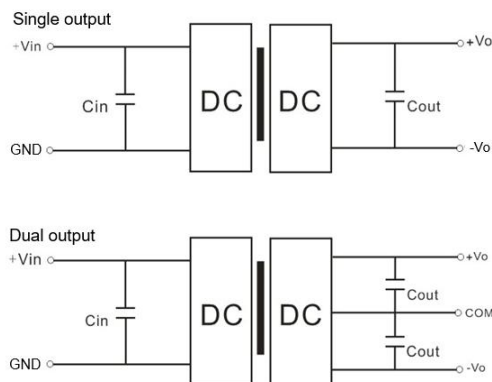 Single output
+Vin
+Vo
Cin
DC
DC
Cout
GND
-Vo
Dual output
+Vin
+Vo
Cout
Cin
DC
DC
COM
Cout
GND
-Vo